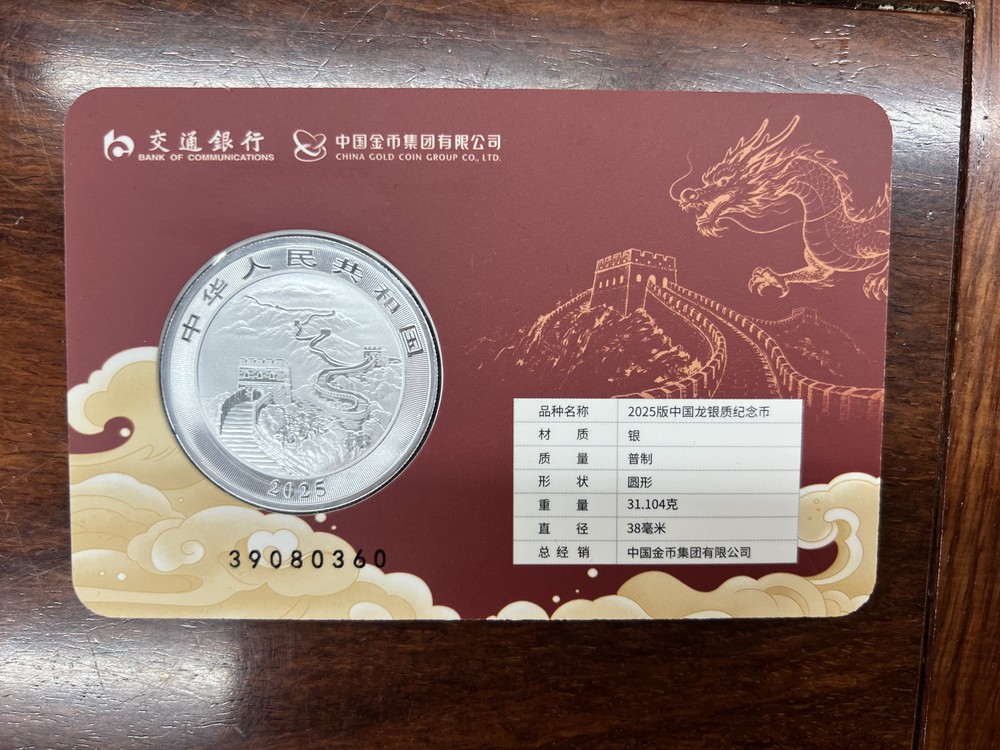 交通銀行
BANK OF COMMUNICATIONS
中国金币集团有限公司
CHINA GOLD COIN GROUP CO., LTD.
中华人民共和国
2025
39080360
品种名称 2025版中国龙银质纪念币
材 质 银
质 量 普制
形 状 圆形
重 量 31.104克
直 径 38毫米
总 经 销 中国金币集团有限公司